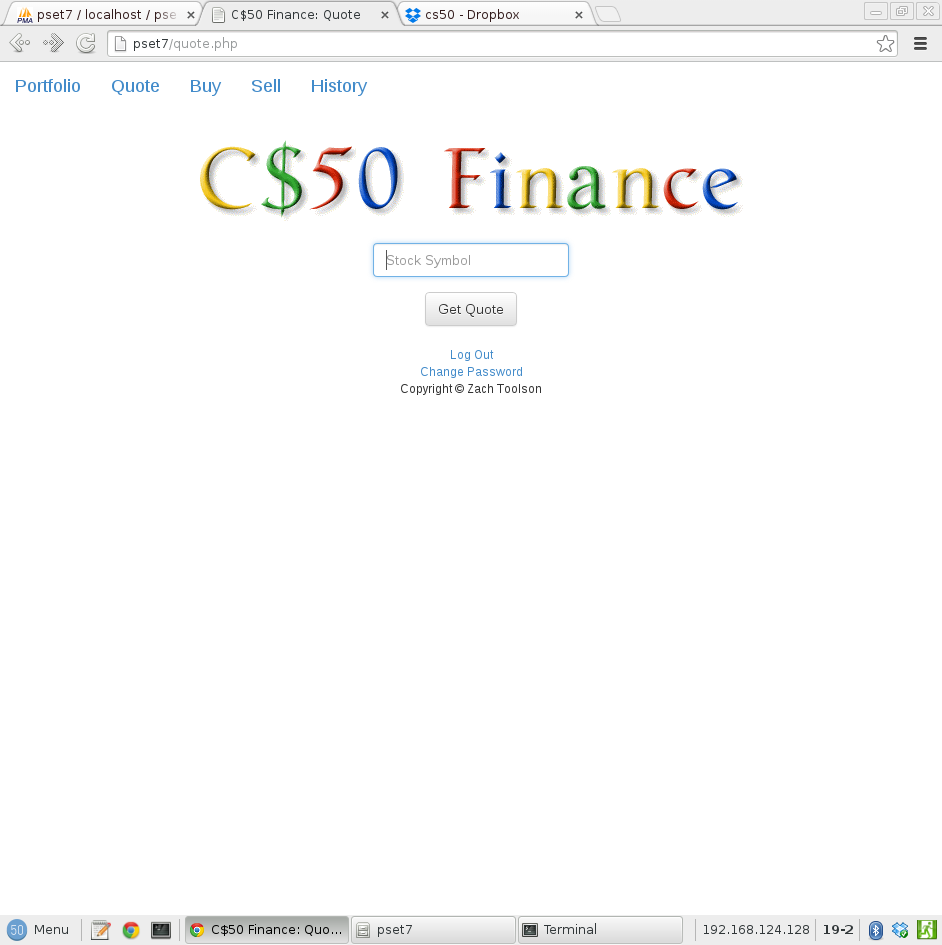 pset7 / localhost / pse
C$50 Finance: Quote
cs50 - Dropbox
pset7/quote.php
Portfolio Quote Buy Sell History
C$50 Finance
Stock Symbol
Get Quote
Log Out
Change Password
Copyright © Zach Toolson
50 Menu C$50 Finance: Quo... pset7 Terminal 192.168.124.128 19-2
PMA